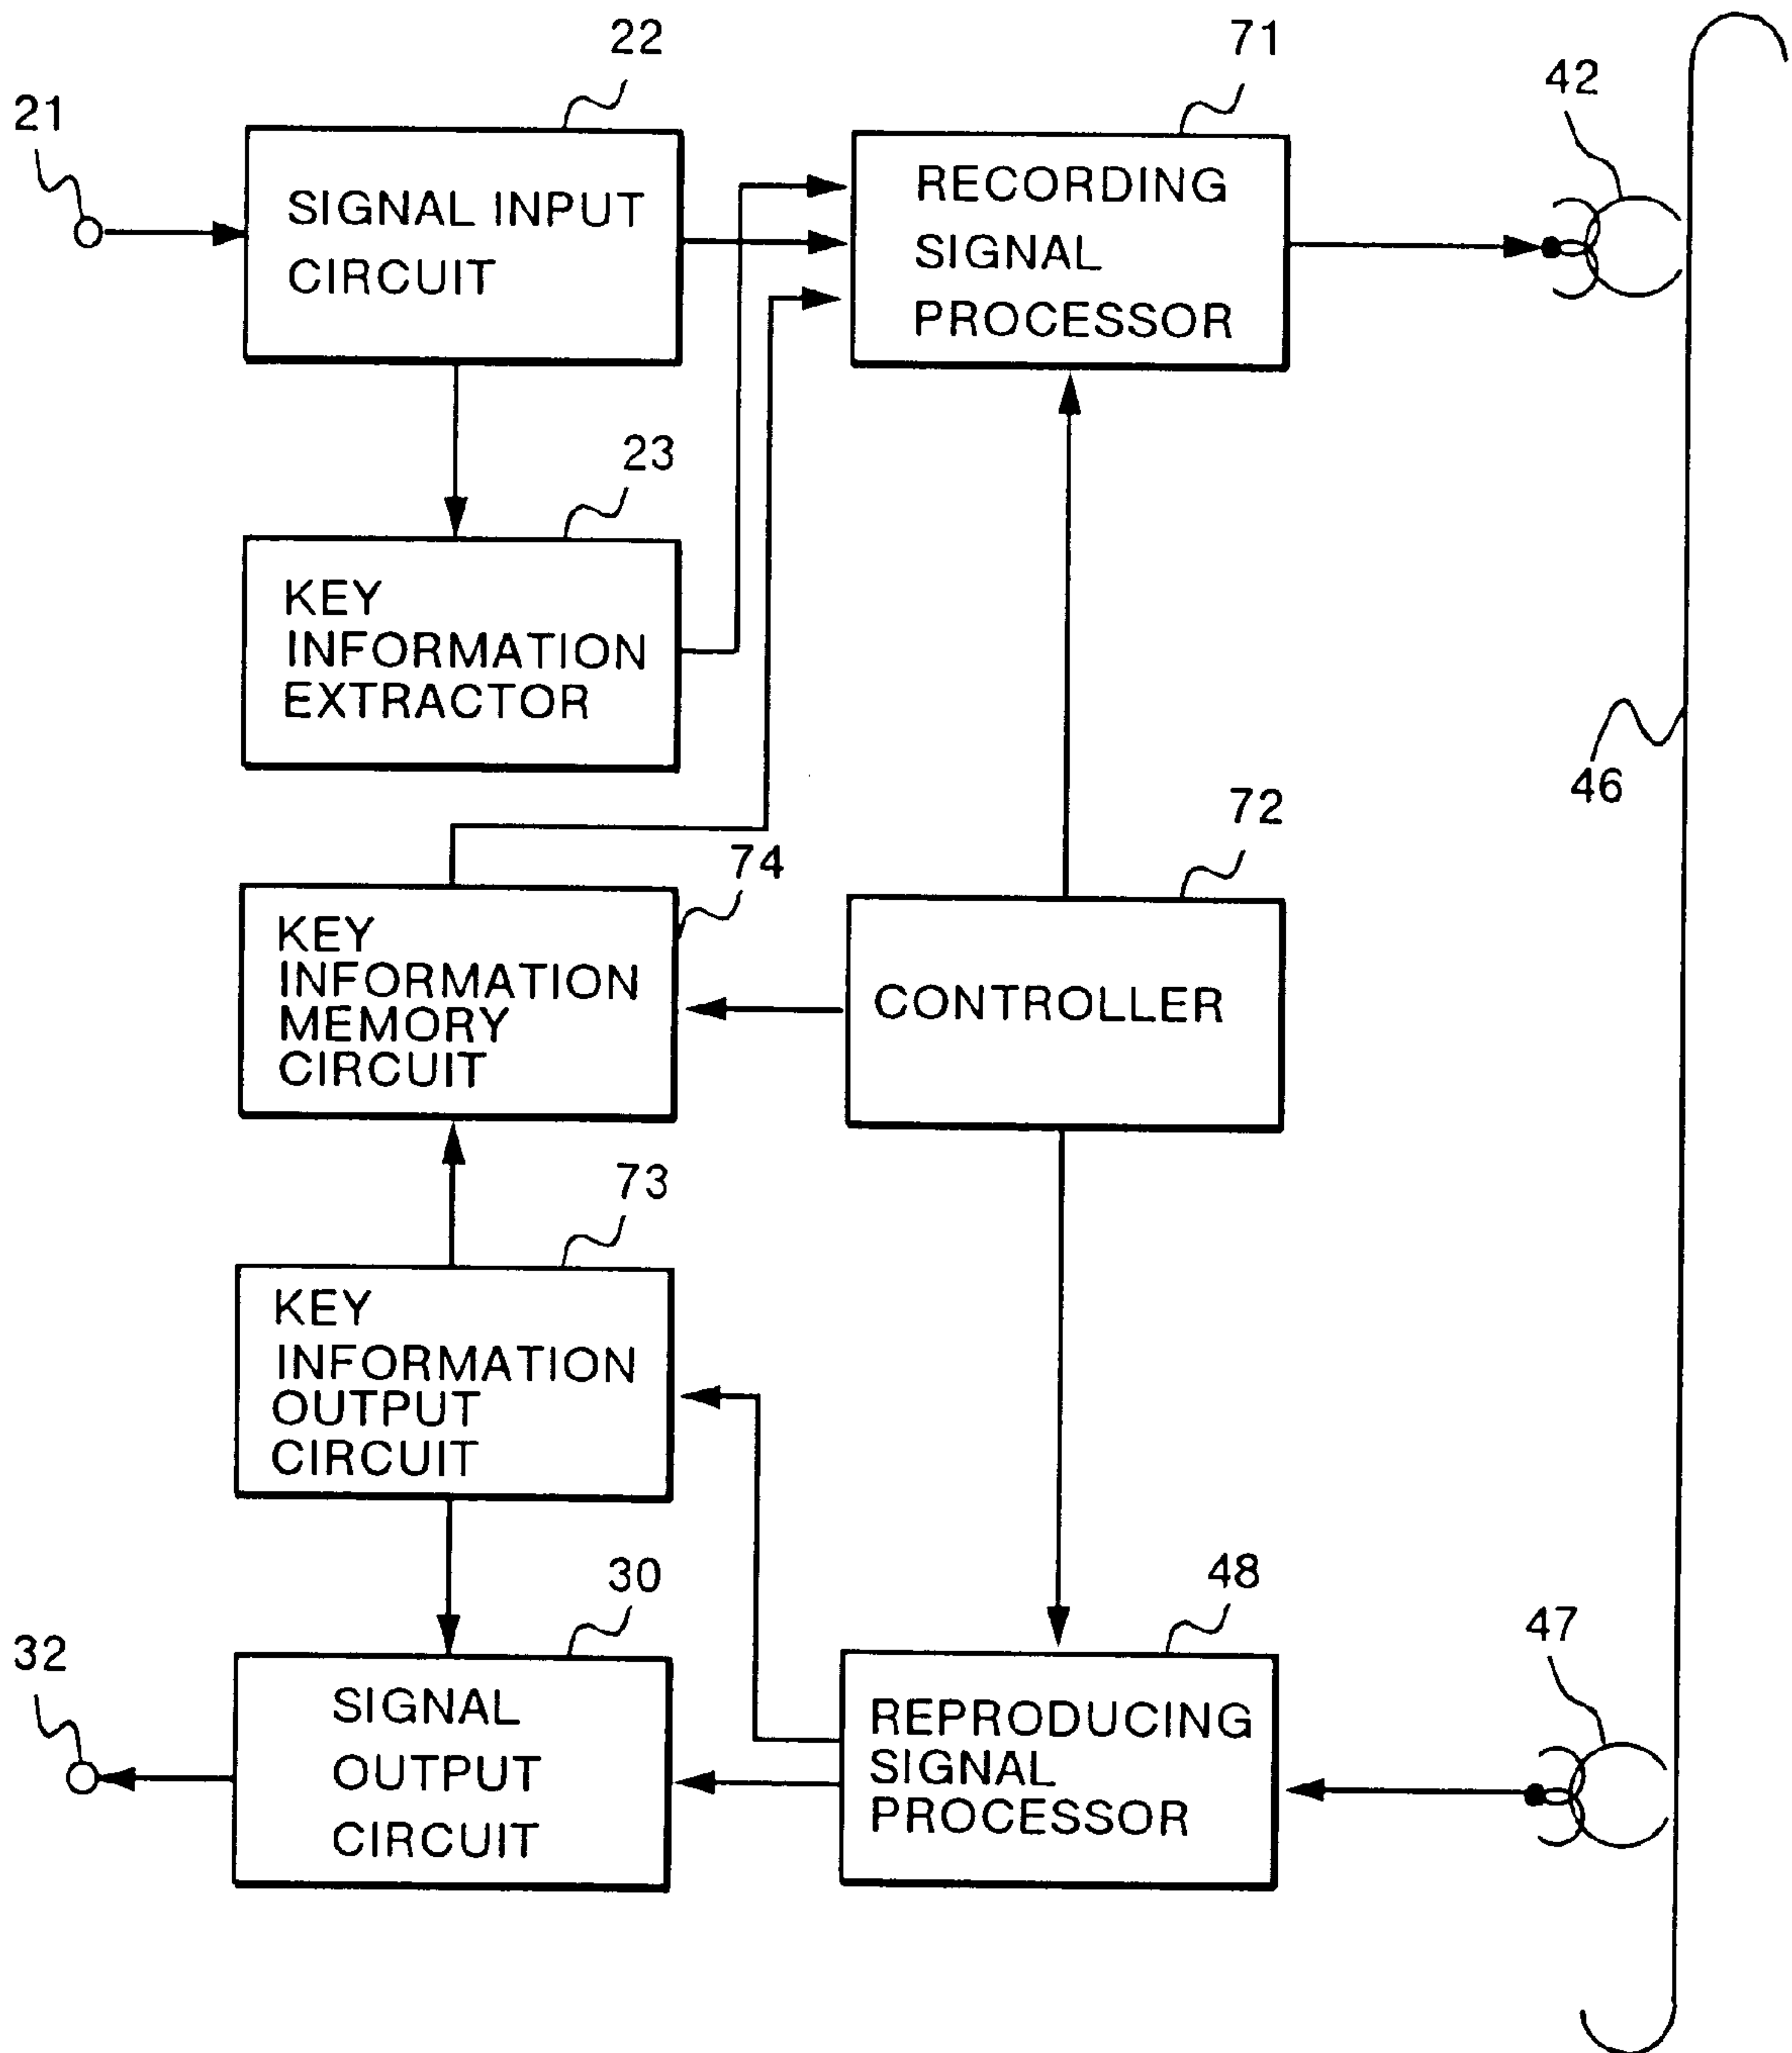 22
71
42
21
SIGNAL INPUT
CIRCUIT
RECORDING
SIGNAL
PROCESSOR
23
KEY
INFORMATION
EXTRACTOR
46
72
74
KEY
INFORMATION
MEMORY
CIRCUIT
CONTROLLER
73
KEY
INFORMATION
OUTPUT
CIRCUIT
30
48
47
32
SIGNAL
OUTPUT
CIRCUIT
REPRODUCING
SIGNAL
PROCESSOR